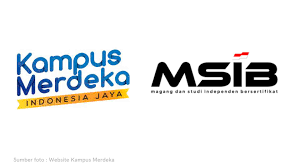 Kampus
Merdeka
INDONESIA JAYA
MSIB
magang dan studi independen bersertifikat
Sumber foto : Website Kampus Merdeka